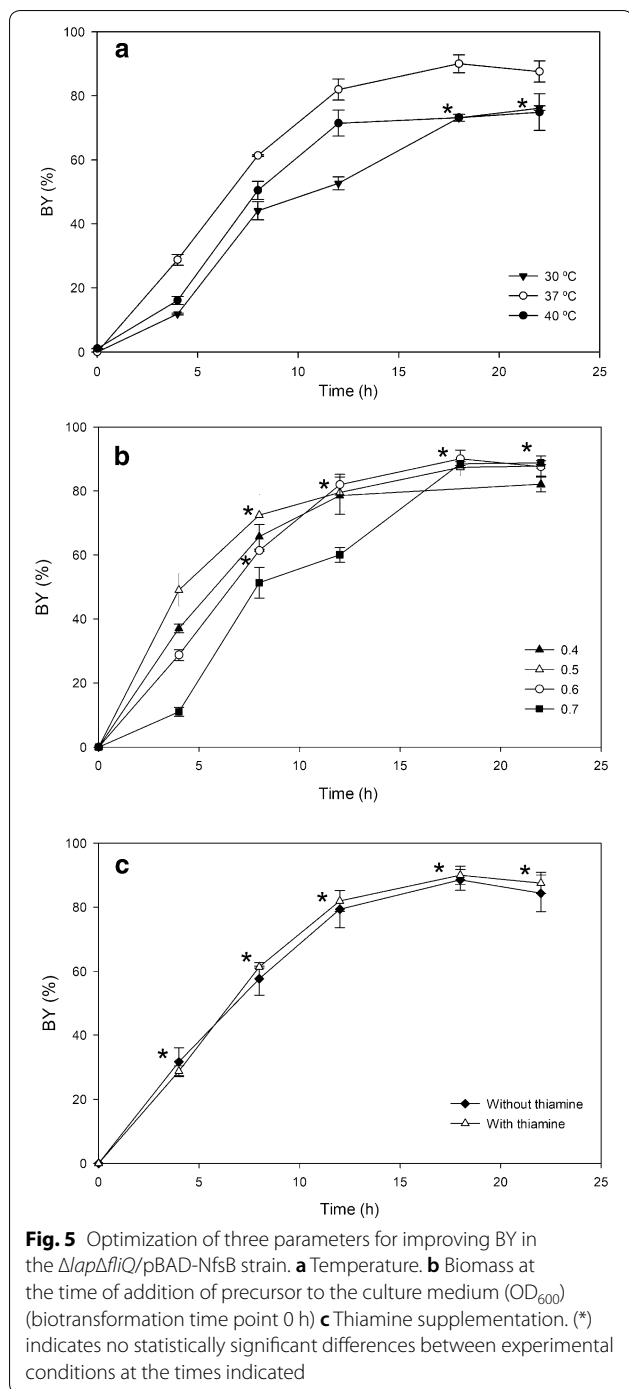 a
100
80
60
40
20
0
BY (%)
*
*
30 ºC
37 ºC
40 ºC
0 5 10 15 20 25
Time (h)
b
100
80
60
40
20
0
BY (%)
*
*
*
*
*
0.4
0.5
0.6
0.7
0 5 10 15 20 25
Time (h)
c
100
80
60
40
20
0
BY (%)
*
*
*
*
*
Without thiamine
With thiamine
0 5 10 15 20 25
Time (h)
Fig. 5 Optimization of three parameters for improving BY in
the ΔlapΔfliQ/pBAD-NfsB strain. a Temperature. b Biomass at
the time of addition of precursor to the culture medium (OD600)
(biotransformation time point 0 h) c Thiamine supplementation. (*)
indicates no statistically significant differences between experimental
conditions at the times indicated